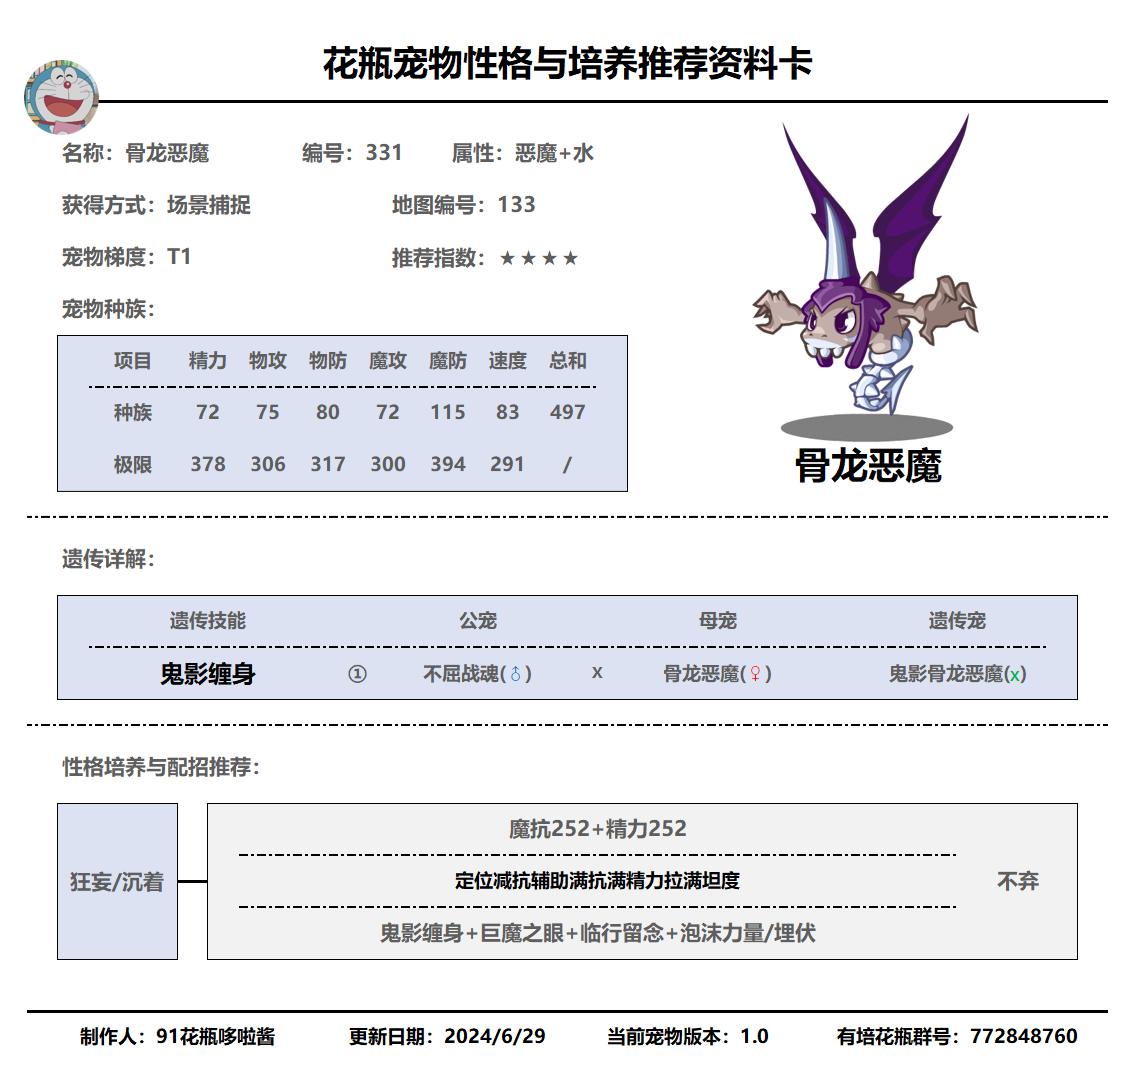 花瓶宠物性格与培养推荐资料卡
名称：骨龙恶魔 编号：331 属性：恶魔+水
获得方式：场景捕捉 地图编号：133
宠物梯度：T1 推荐指数：★★★★
宠物种族：
项目 精力 物攻 物防 魔攻 魔防 速度 总和
种族 72 75 80 72 115 83 497
极限 378 306 317 300 394 291 /
骨龙恶魔
遗传详解：
遗传技能 公宠 母宠 遗传宠
鬼影缠身 ① 不屈战魂(♂) x 骨龙恶魔(♀) 鬼影骨龙恶魔(x)
性格培养与配招推荐：
狂妄/沉着
魔抗252+精力252
定位减抗辅助满抗满精力拉满坦度
鬼影缠身+巨魔之眼+临行留念+泡沫力量/埋伏
不弃
制作人：91花瓶哆啦酱 更新日期：2024/6/29 当前宠物版本：1.0 有培花瓶群号：772848760